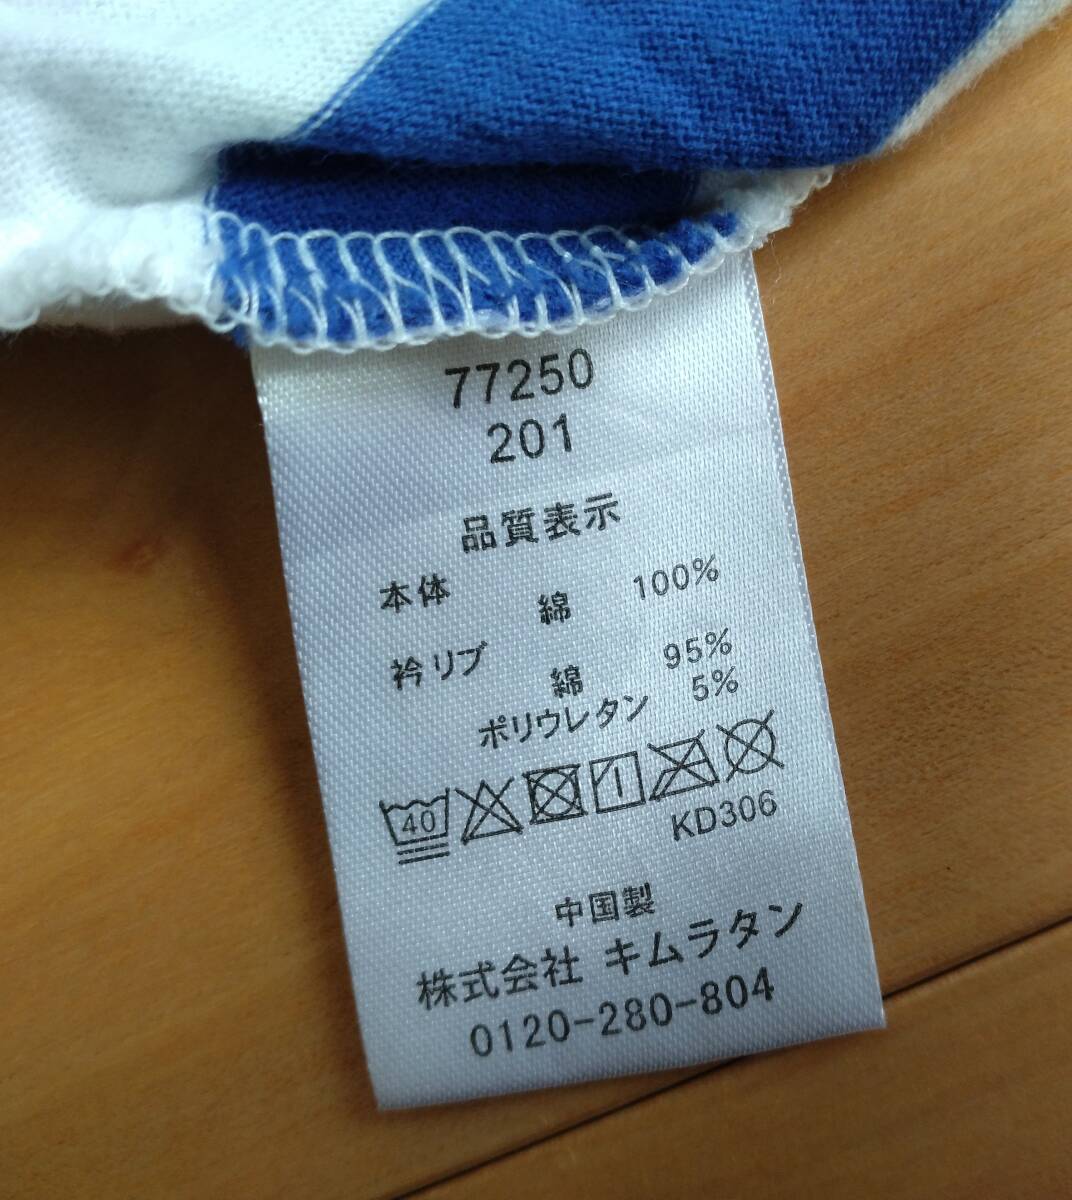 77250
201
品質表示
本体 綿 100%
衿リブ 綿 95%
ポリウレタン 5%
40
KD306
中国製
株式会社 キムラタン
0120-280-804